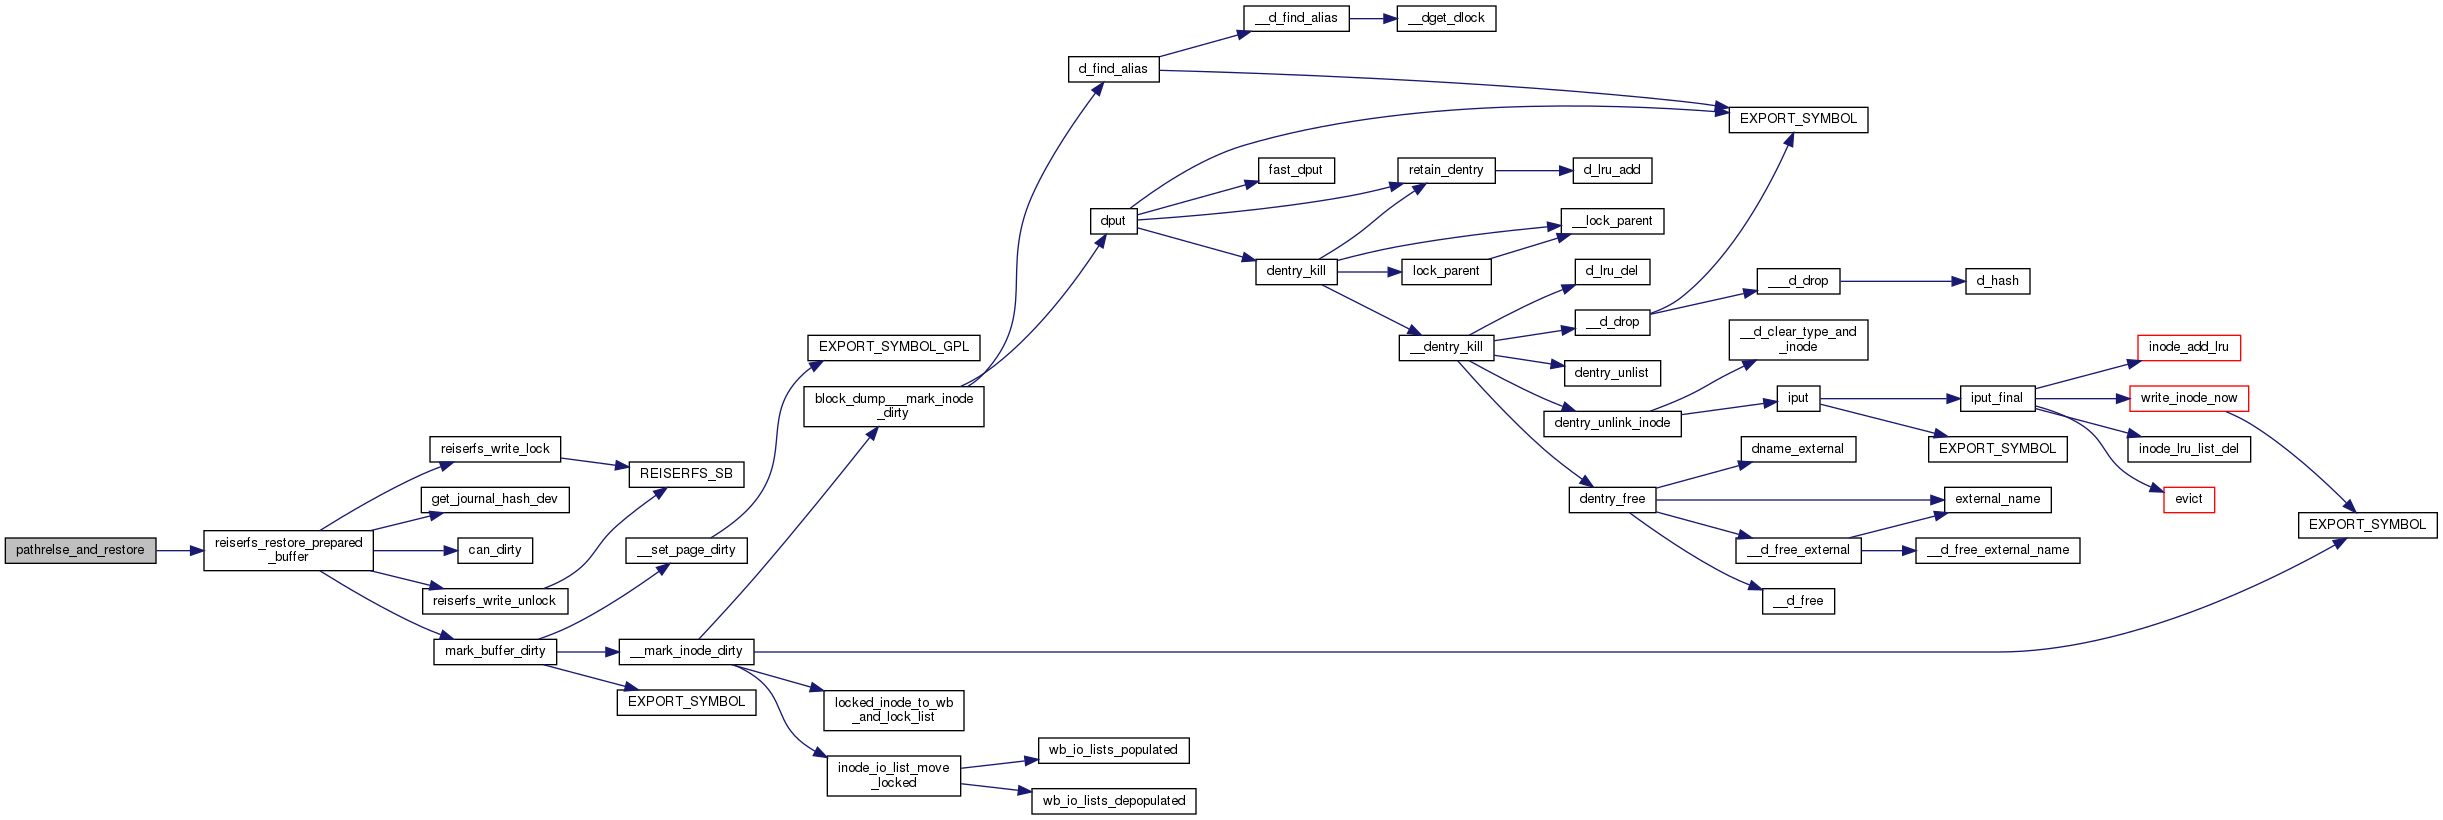 __d_find_alias
__dget_dlock
d_find_alias
EXPORT_SYMBOL
fast_dput
retain_dentry
d_lru_add
dput
__lock_parent
dentry_kill
lock_parent
d_lru_del
___d_drop
d_hash
__d_drop
__d_clear_type_and
_inode
EXPORT_SYMBOL_GPL
__dentry_kill
inode_add_lru
dentry_unlist
block_dump___mark_inode
_dirty
iput
iput_final
write_inode_now
dentry_unlink_inode
reiserfs_write_lock
dname_external
EXPORT_SYMBOL
inode_lru_list_del
REISERFS_SB
get_journal_hash_dev
dentry_free
external_name
evict
EXPORT_SYMBOL
pathrelse_and_restore
reiserfs_restore_prepared
_buffer
can_dirty
__set_page_dirty
__d_free_external
__d_free_external_name
reiserfs_write_unlock
__d_free
mark_buffer_dirty
__mark_inode_dirty
EXPORT_SYMBOL
locked_inode_to_wb
_and_lock_list
wb_io_lists_populated
inode_io_list_move
_locked
wb_io_lists_depopulated